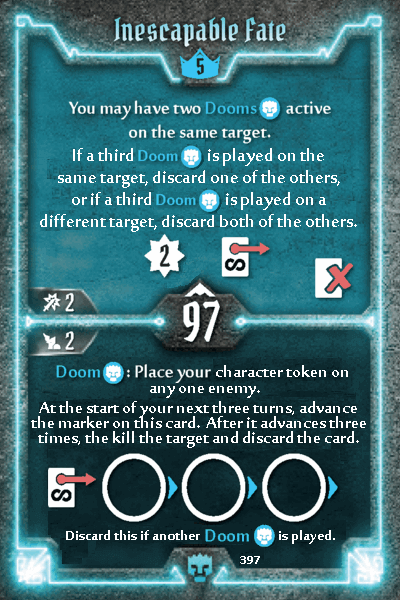 Inescapable Fate
5
You may have two Dooms active
on the same target.
If a third Doom is played on the
same target, discard one of the others,
or if a third Doom is played on a
different target, discard both of the others.
2
2
97
2
Doom : Place your character token on
any one enemy.
At the start of your next three turns, advance
the marker on this card. After it advances three
times, the kill the target and discard the card.
Discard this if another Doom is played.
397